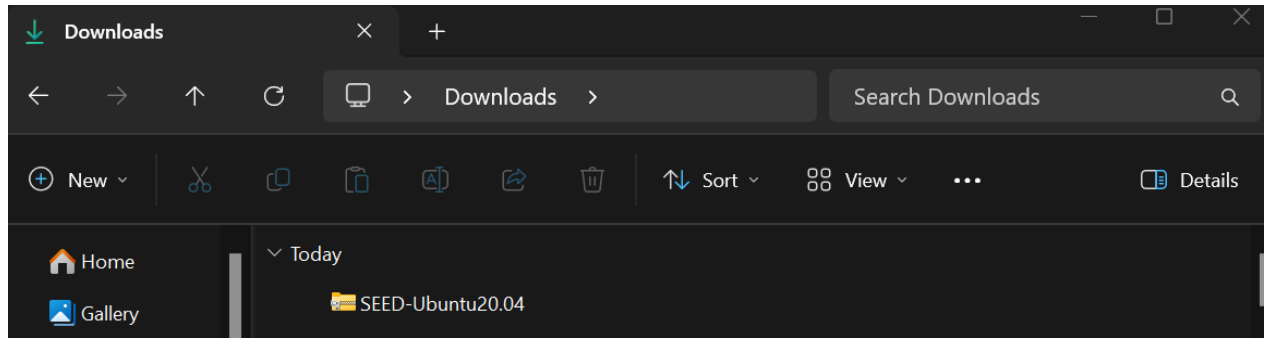 Downloads
Downloads
Search Downloads
New
Sort
View
Details
Home
Gallery
Today
SEED-Ubuntu20.04